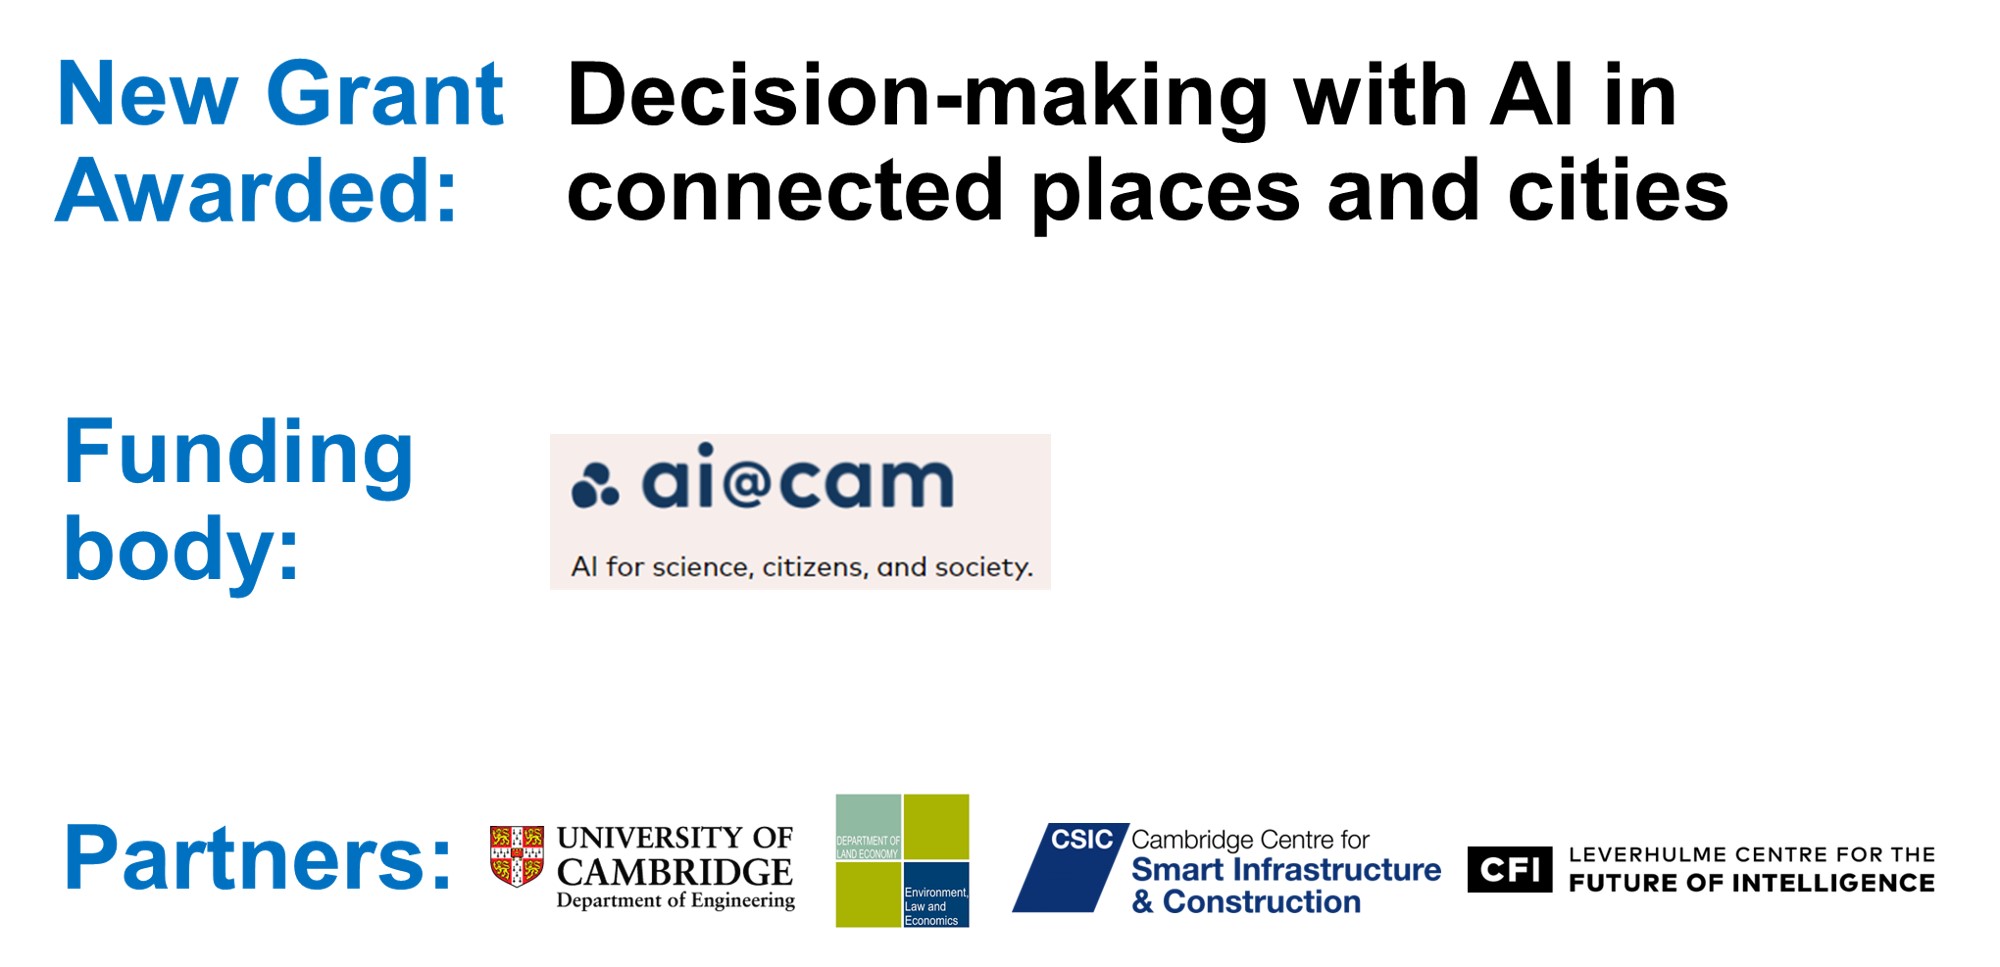 New Grant
Awarded:
Decision-making with AI in
connected places and cities
Funding
body:
ai@cam
AI for science, citizens, and society.
Partners:
UNIVERSITY OF
CAMBRIDGE
Department of Engineering
DEPARTMENT OF
LAND ECONOMY
Environment,
Law and
Economics
CSIC
Cambridge Centre for
Smart Infrastructure
& Construction
CFI
LEVERHULME CENTRE FOR THE
FUTURE OF INTELLIGENCE